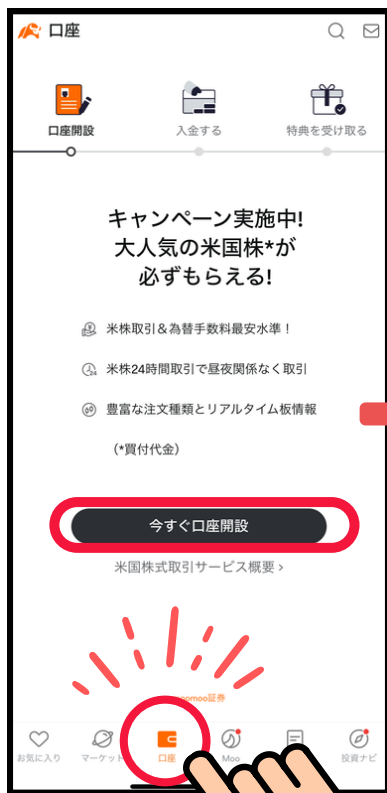 口座
口座開設
入金する
特典を受け取る
キャンペーン実施中!
大人気の米国株*が
必ずもらえる!
米株取引&為替手数料最安水準！
米株24時間取引で昼夜関係なく取引
24
豊富な注文種類とリアルタイム板情報
(*買付代金)
今すぐ口座開設
米国株式取引サービス概要 >
moomoo証券
お気に入り
マーケット
口座
Moo
投資ナビ